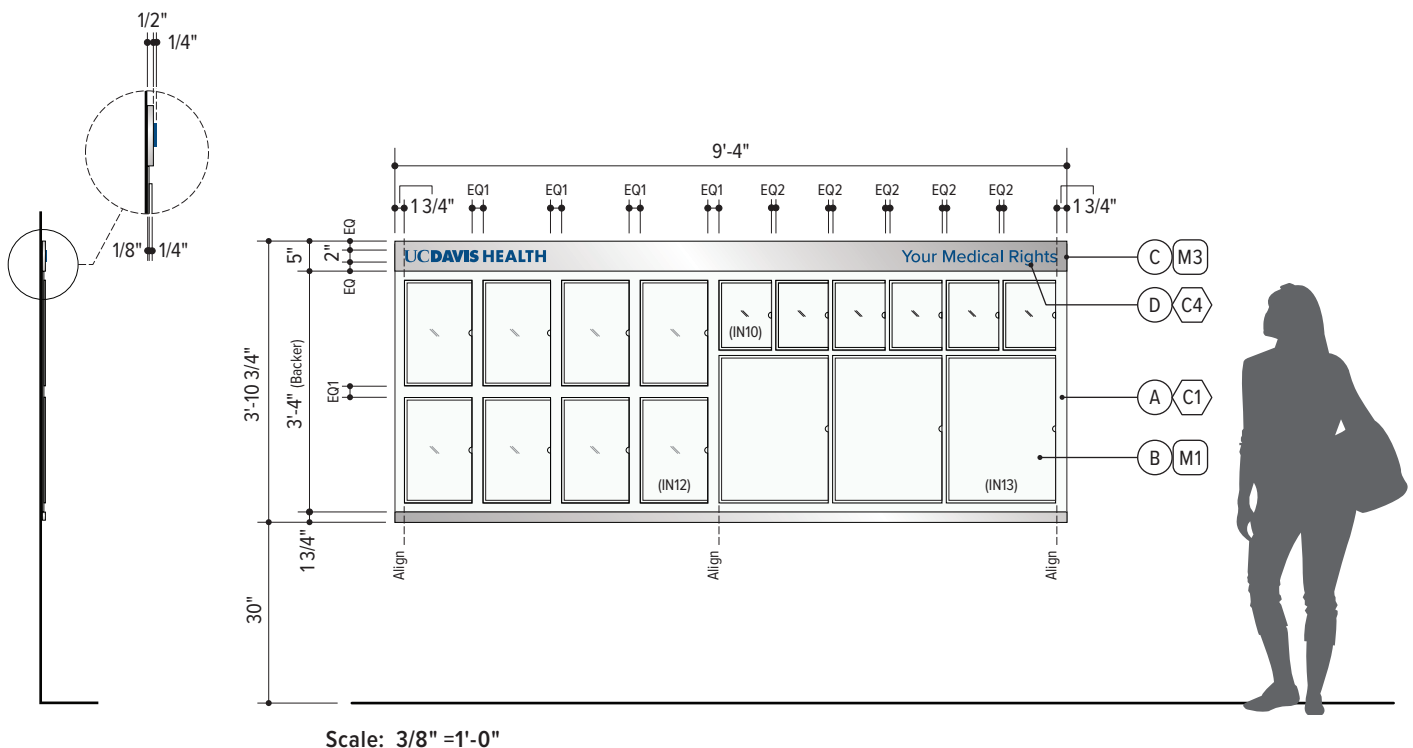 1/2"
1/4"
1/8" 1/4"
9'-4"
EQ1 EQ1 EQ1 EQ1 EQ2 EQ2 EQ2 EQ2 EQ2
1 3/4" 1 3/4"
EQ
5" 2"
EQ
UCDAVIS HEALTH Your Medical Rights
C M3
D C4
(IN10)
3'-10 3/4"
3'-4" (Backer)
EQ1
A C1
B M1
(IN12) (IN13)
1 3/4"
Align Align Align
30"
Scale: 3/8" =1'-0"